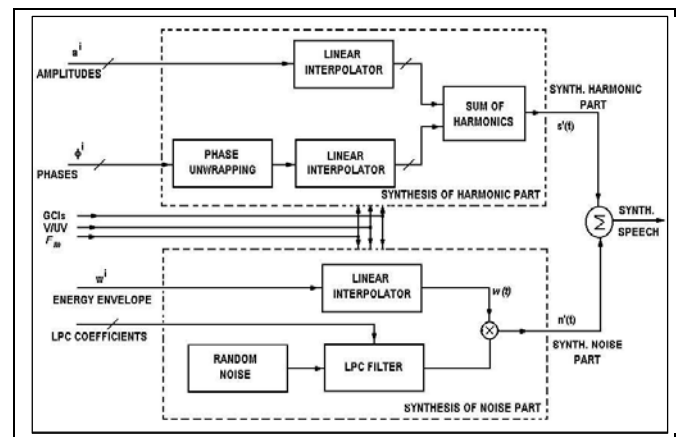 a i
AMPLITUDES
LINEAR
INTERPOLATOR
SUM OF
HARMONICS
SYNTH. HARMONIC
PART
s'(t)
ϕ i
PHASES
PHASE
UNWRAPPING
LINEAR
INTERPOLATOR
SYNTHESIS OF HARMONIC PART
GCIs
V/UV
Σ
SYNTH.
SPEECH
w i
ENERGY ENVELOPE
LINEAR
INTERPOLATOR
w(t)
×
n'(t)
LPC COEFFICIENTS
RANDOM
NOISE
LPC FILTER
SYNTH. NOISE
PART
SYNTHESIS OF NOISE PART